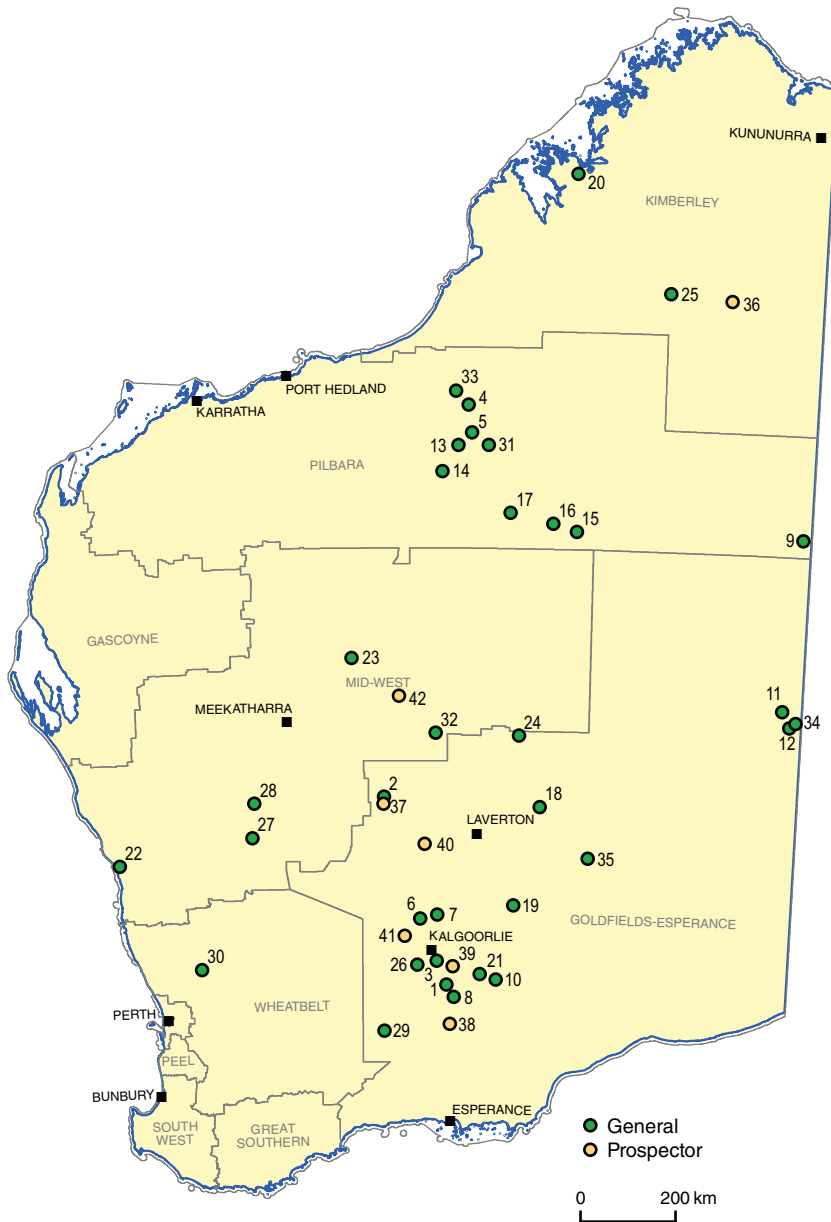 KUNUNURRA
20
KIMBERLEY
25
36
33
PORT HEDLAND
4
KARRATHA
5
13
31
PILBARA
14
17
16
15
9
GASCOYNE
23
MID-WEST
42
11
MEEKATHARRA
32
24
34
12
2
28
37
18
LAVERTON
27
40
22
35
6
7
19
GOLDFIELDS-ESPERANCE
41
KALGOORLIE
30
26
3
39
21
10
1
8
WHEATBELT
PERTH
38
29
PEEL
BUNBURY
ESPERANCE
SOUTH
WEST
GREAT
SOUTHERN
General
Prospector
0
200 km